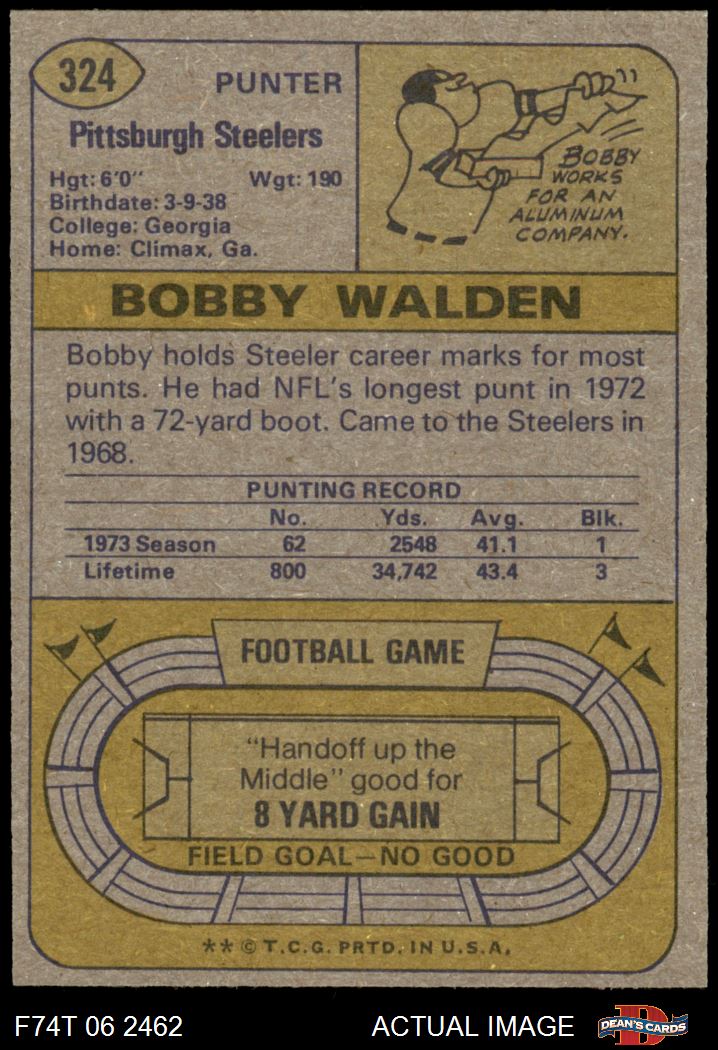 324
PUNTER
Pittsburgh Steelers
Hgt: 6'0" Wgt: 190
Birthdate: 3-9-38
College: Georgia
Home: Climax, Ga.
BOBBY
WORKS
FOR AN
ALUMINUM
COMPANY.
BOBBY WALDEN
Bobby holds Steeler career marks for most
punts. He had NFL's longest punt in 1972
with a 72-yard boot. Came to the Steelers in
1968.
PUNTING RECORD
No. Yds. Avg. Blk.
1973 Season 62 2548 41.1 1
Lifetime 800 34,742 43.4 3
FOOTBALL GAME
"Handoff up the
Middle" good for
8 YARD GAIN
FIELD GOAL—NO GOOD
** © T.C.G. PRTD. IN U.S.A.
F74T 06 2462 ACTUAL IMAGE
DEAN'S CARDS